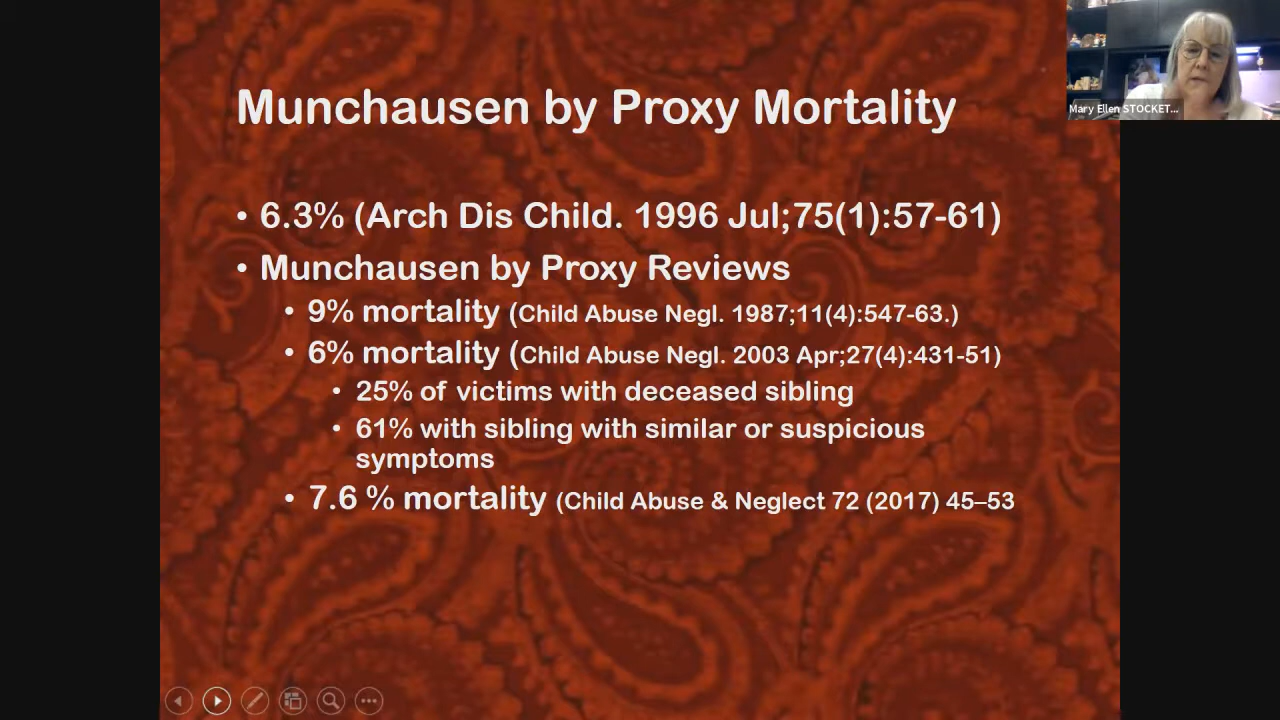 Munchausen by Proxy Mortality
• 6.3% (Arch Dis Child. 1996 Jul;75(1):57-61)
• Munchausen by Proxy Reviews
• 9% mortality (Child Abuse Negl. 1987;11(4):547-63.)
• 6% mortality (Child Abuse Negl. 2003 Apr;27(4):431-51)
• 25% of victims with deceased sibling
• 61% with sibling with similar or suspicious
symptoms
• 7.6 % mortality (Child Abuse & Neglect 72 (2017) 45–53
Mary Ellen STOCKET...